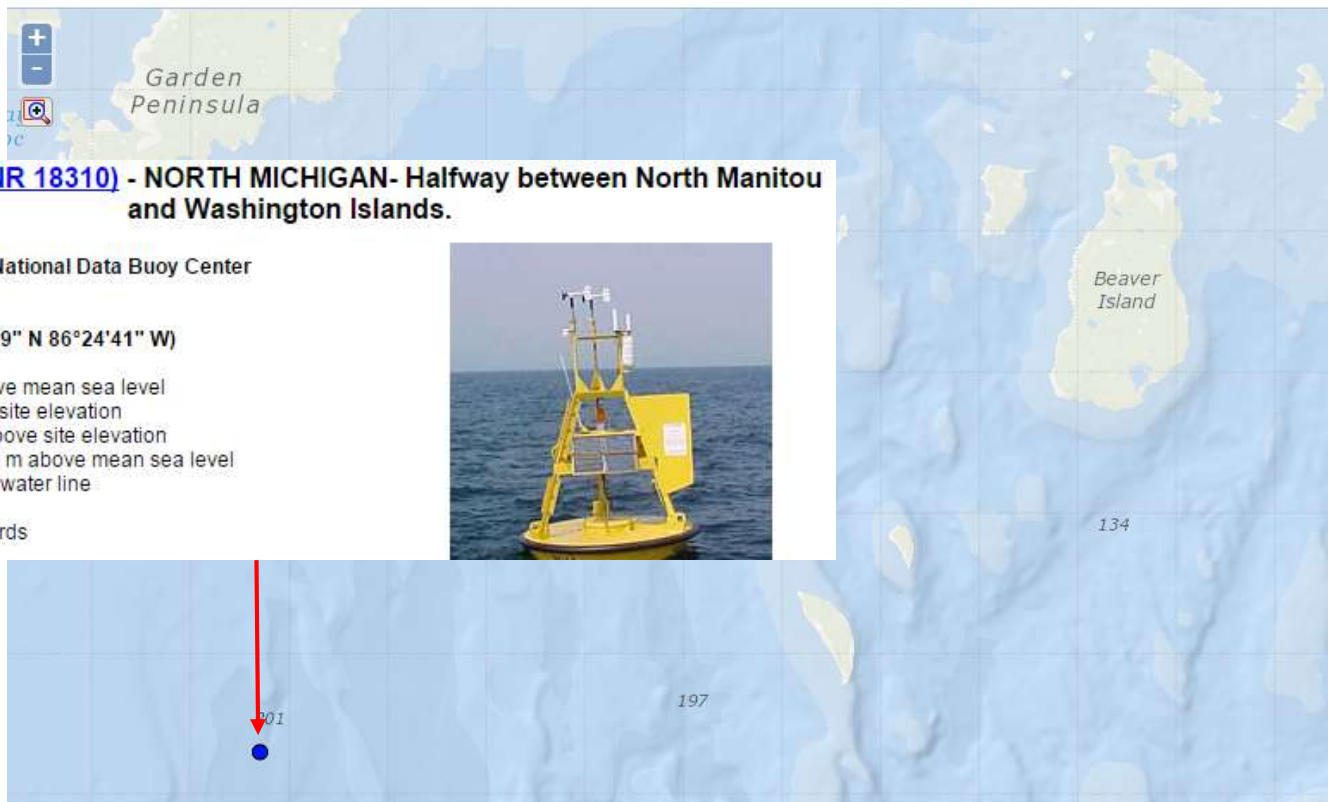 +
-
Garden
Peninsula
NR 18310) - NORTH MICHIGAN- Halfway between North Manitou
and Washington Islands.
National Data Buoy Center
9" N 86°24'41" W)
ve mean sea level
site elevation
bove site elevation
m above mean sea level
water line
rds
Beaver
Island
134
197
201